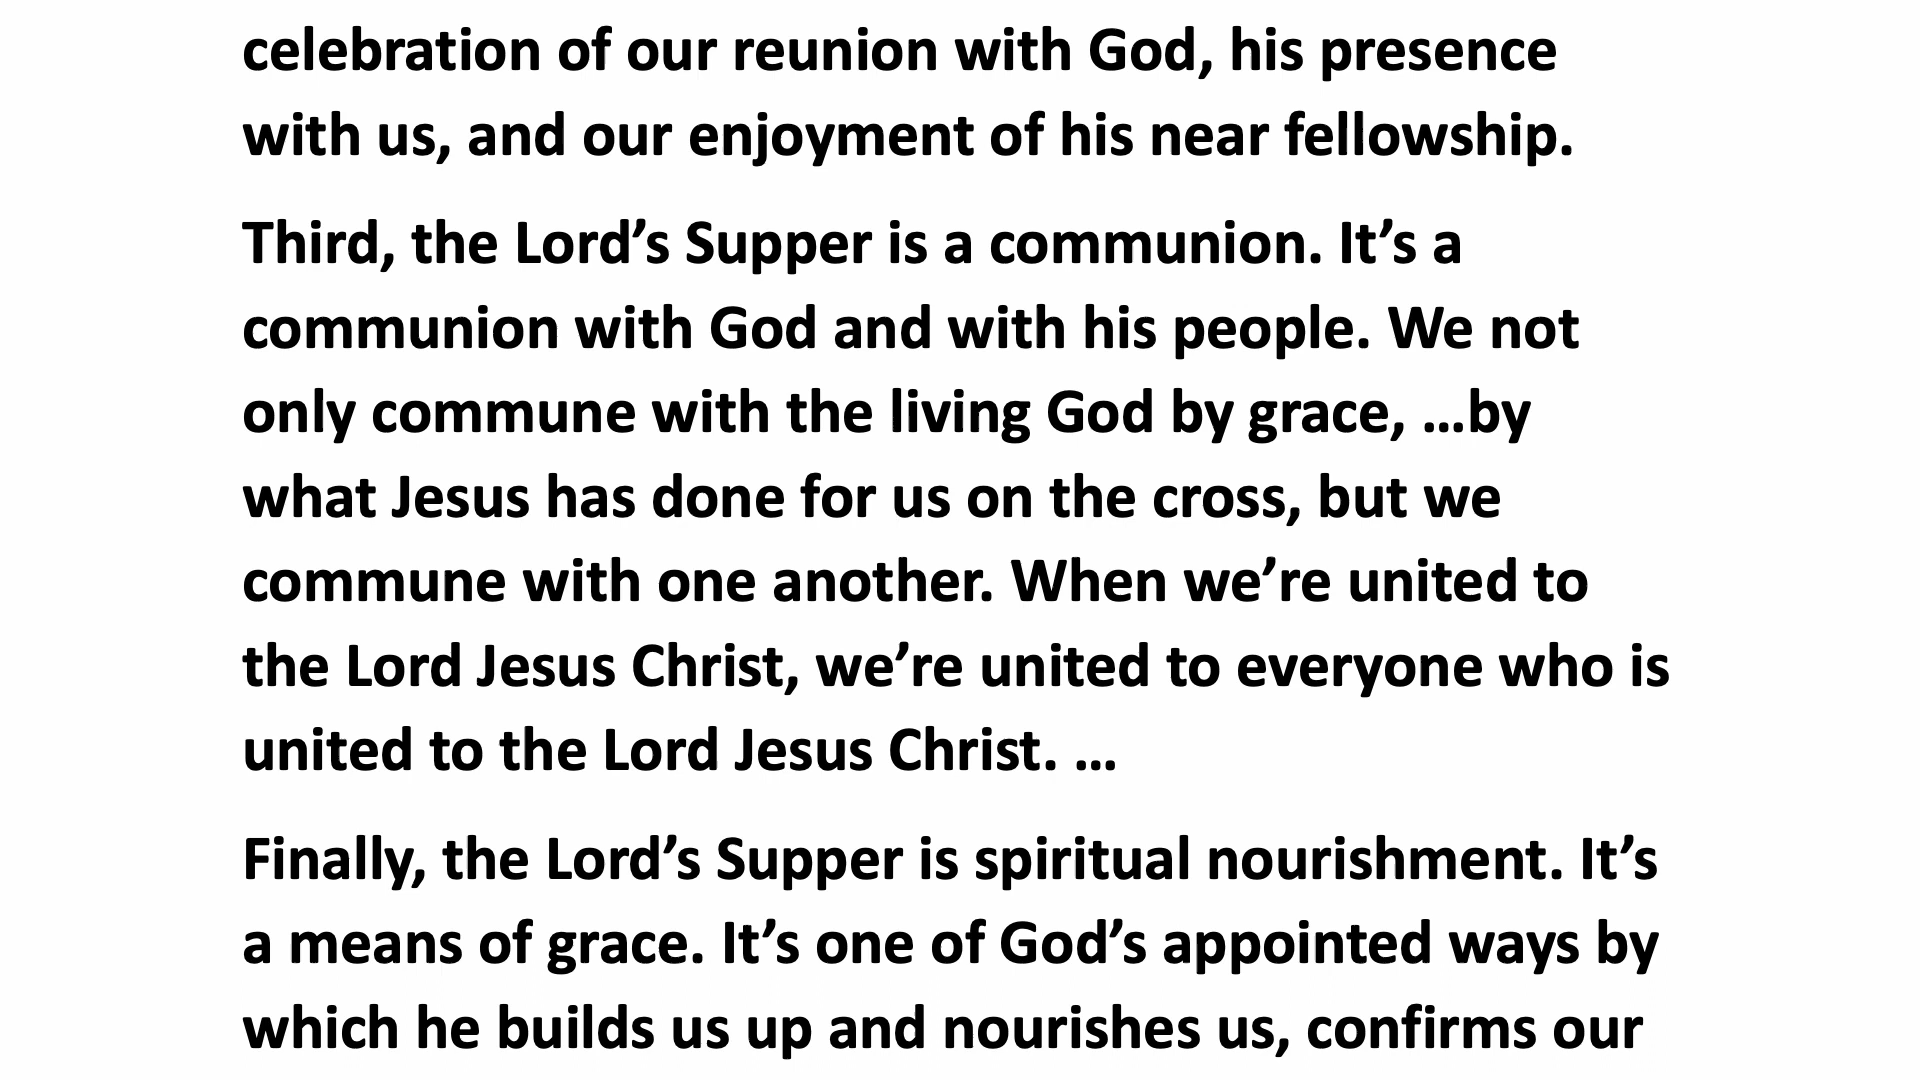 celebration of our reunion with God, his presence
with us, and our enjoyment of his near fellowship.
Third, the Lord’s Supper is a communion. It’s a
communion with God and with his people. We not
only commune with the living God by grace, …by
what Jesus has done for us on the cross, but we
commune with one another. When we’re united to
the Lord Jesus Christ, we’re united to everyone who is
united to the Lord Jesus Christ. …
Finally, the Lord’s Supper is spiritual nourishment. It’s
a means of grace. It’s one of God’s appointed ways by
which he builds us up and nourishes us, confirms our